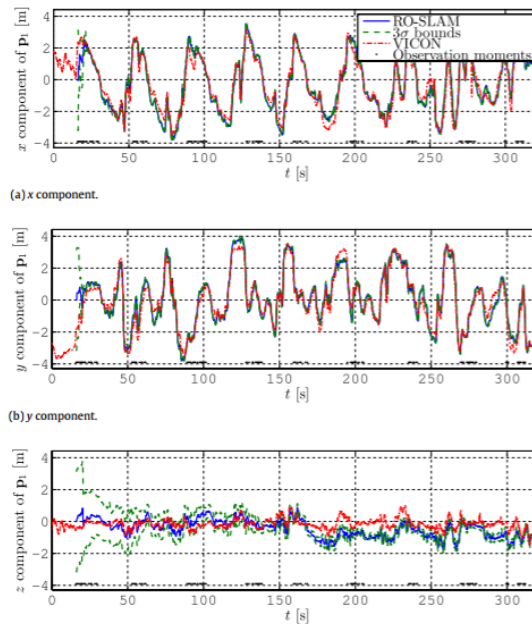 RO-SLAM
3σ bounds
VICON
Observation moments
x component of p₁ [m]
4
2
0
−2
−4
0 50 100 150 200 250 300
t [s]
(a) x component.
y component of p₁ [m]
4
2
0
−2
−4
0 50 100 150 200 250 300
t [s]
(b) y component.
z component of p₁ [m]
4
2
0
−2
−4
0 50 100 150 200 250 300
t [s]